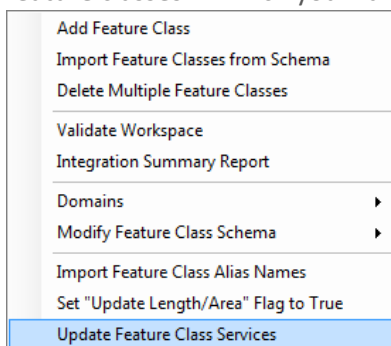 Add Feature Class
Import Feature Classes from Schema
Delete Multiple Feature Classes
Validate Workspace
Integration Summary Report
Domains
Modify Feature Class Schema
Import Feature Class Alias Names
Set "Update Length/Area" Flag to True
Update Feature Class Services